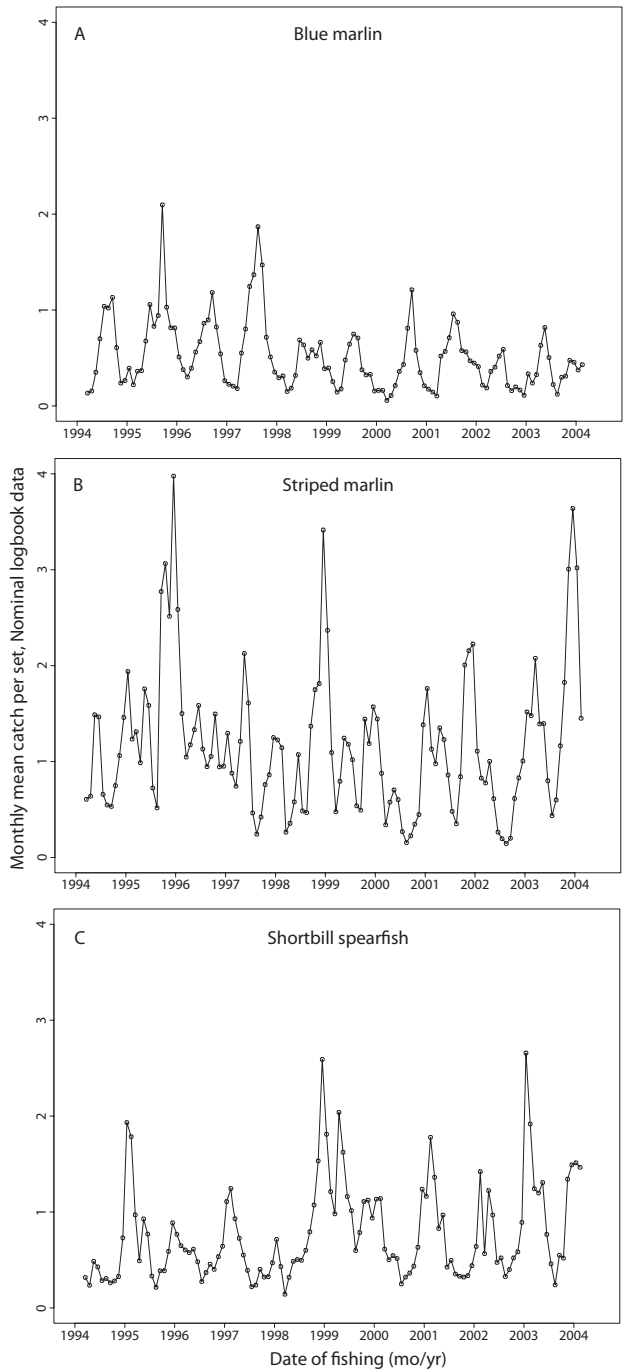 A Blue marlin
4
3
2
1
0
1994 1995 1996 1997 1998 1999 2000 2001 2002 2003 2004
Monthly mean catch per set, Nominal logbook data
B Striped marlin
4
3
2
1
0
1994 1995 1996 1997 1998 1999 2000 2001 2002 2003 2004
C Shortbill spearfish
4
3
2
1
0
1994 1995 1996 1997 1998 1999 2000 2001 2002 2003 2004
Date of fishing (mo/yr)